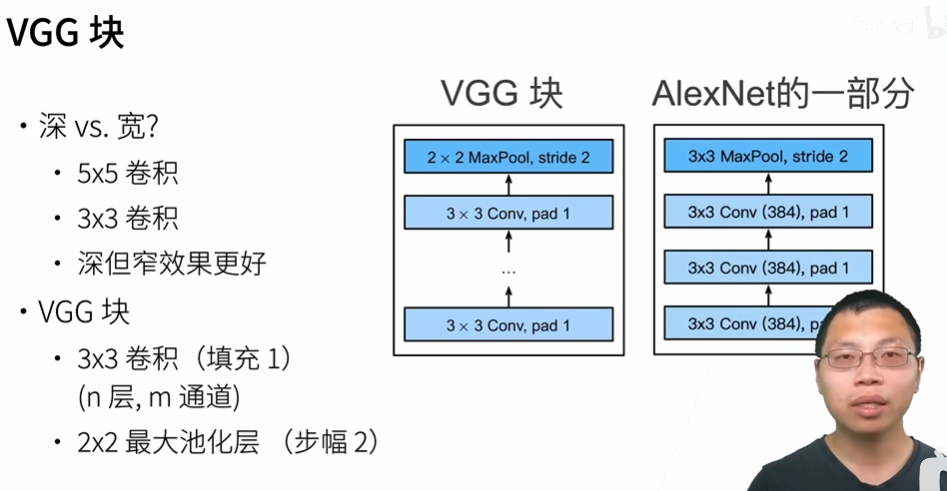 VGG 块
• 深 vs. 宽?
• 5x5 卷积
• 3x3 卷积
• 深但窄效果更好
• VGG 块
• 3x3 卷积（填充 1）
(n 层, m 通道)
• 2x2 最大池化层 （步幅 2）
VGG 块
2 × 2 MaxPool, stride 2
3 × 3 Conv, pad 1
...
3 × 3 Conv, pad 1
AlexNet的一部分
3x3 MaxPool, stride 2
3x3 Conv (384), pad 1
3x3 Conv (384), pad 1
3x3 Conv (384), p